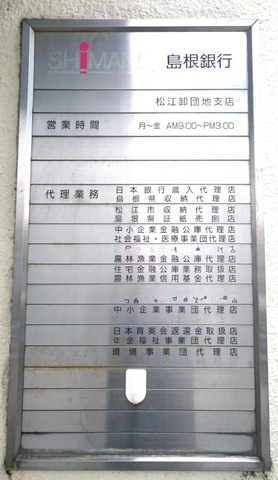 SHiMAN 島根銀行
松江卸団地支店
営業時間 月～金 AM9:00～PM3:00
代理業務 日本銀行歳入代理店
島根県収納代理店
松江市収納代理店
島根県証紙売捌店
中小企業金融公庫代理店
社会福祉・医療事業団代理店
農林漁業金融公庫代理店
住宅金融公庫業務取扱店
農林漁業信用基金代理店
中小企業事業団代理店
日本育英会返還金取扱店
年金福祉事業団代理店
環境事業団代理店